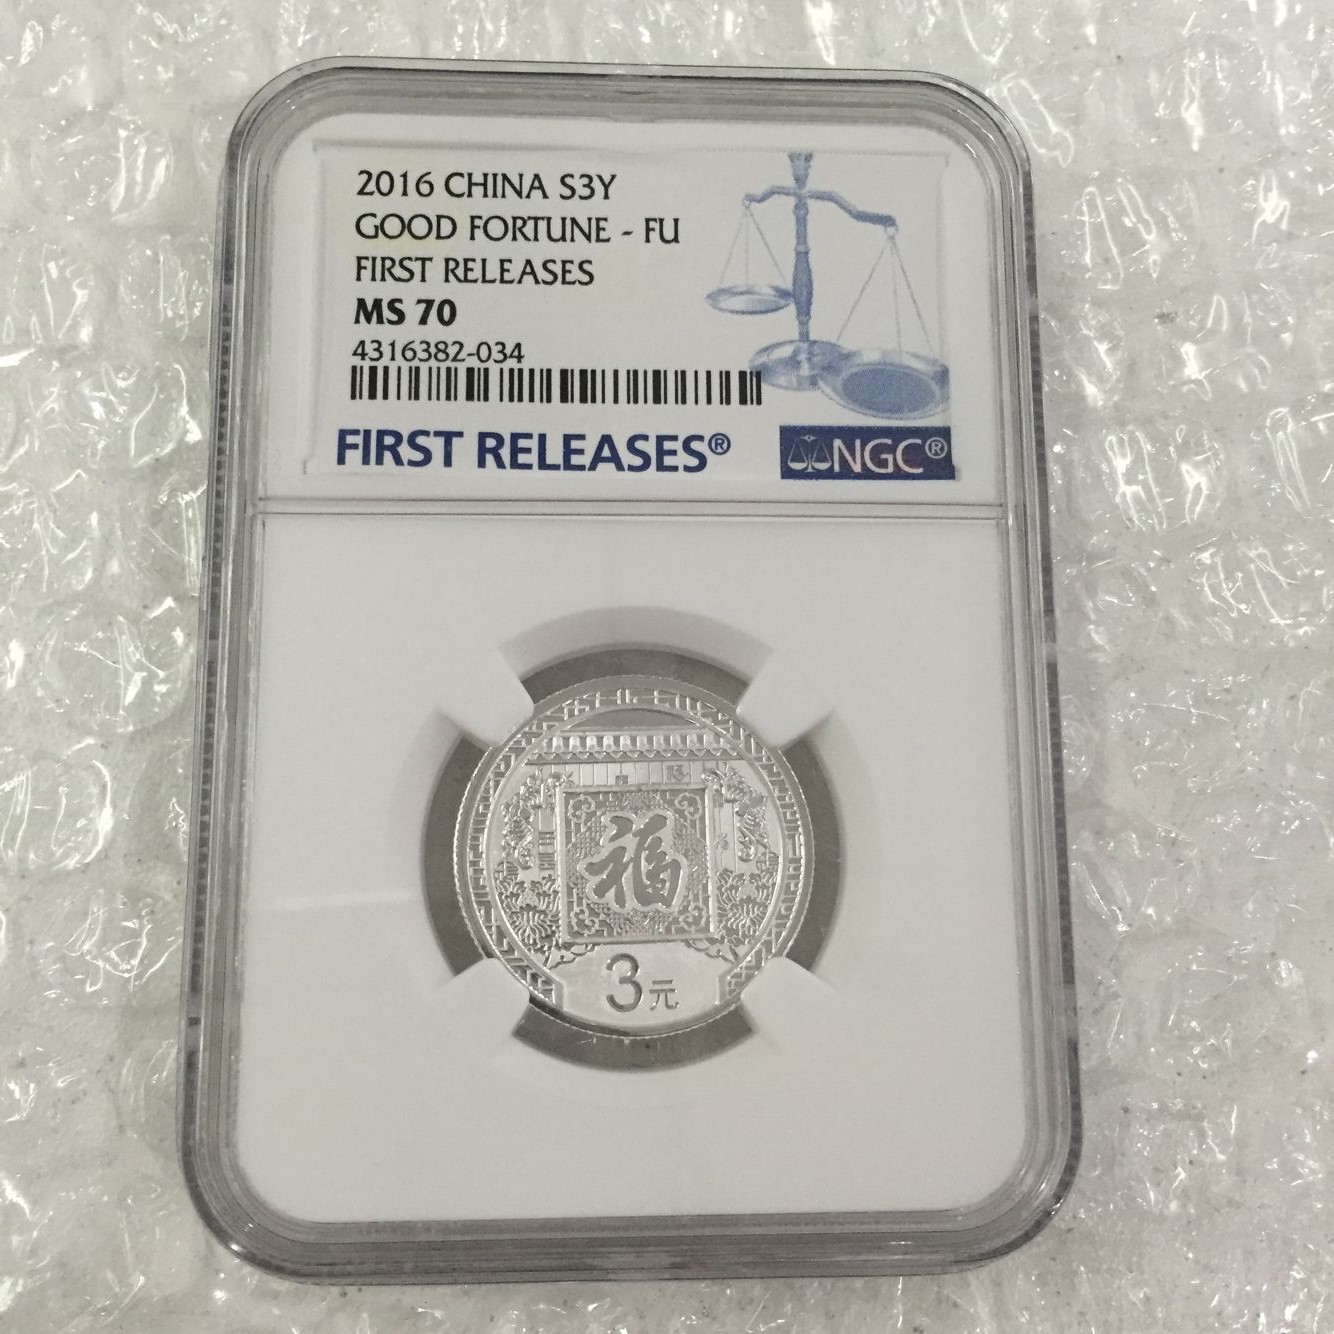 2016 CHINA S3Y
GOOD FORTUNE - FU
FIRST RELEASES
MS 70
4316382-034
FIRST RELEASES®
NGC®
福
3元